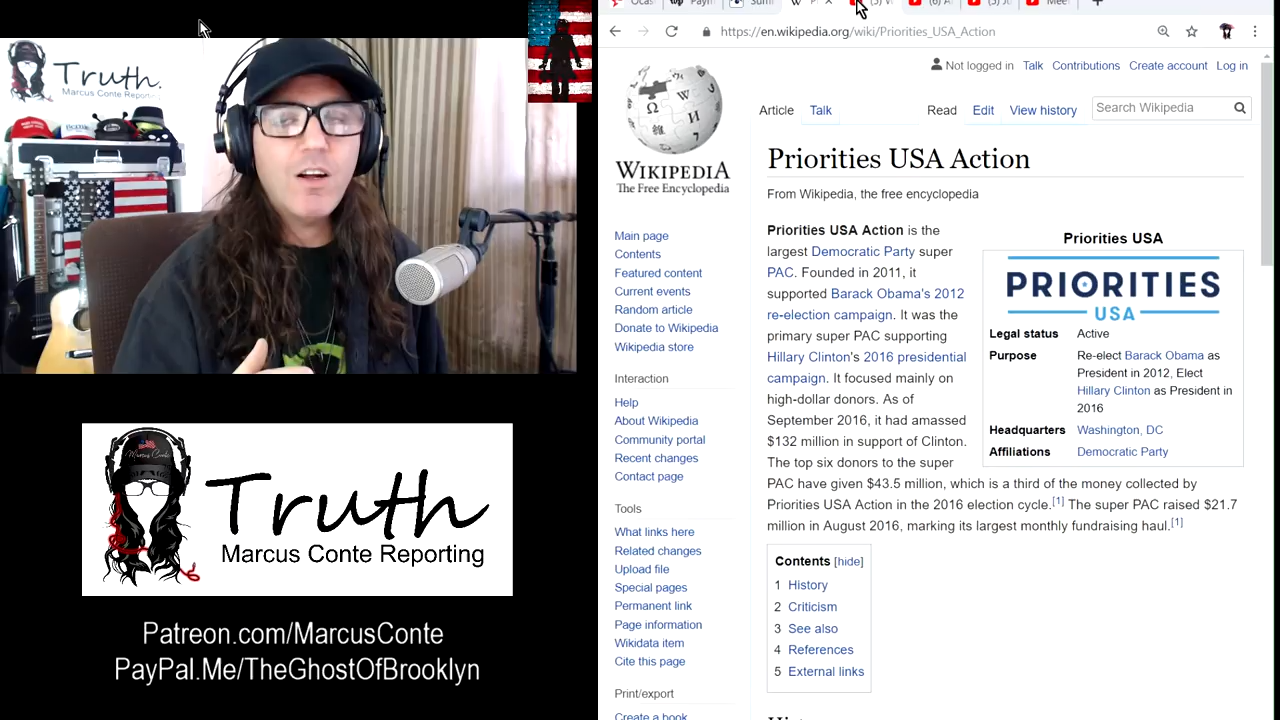 Truth.
Marcus Conte Reporting
Marcus Conte
Truth
Marcus Conte Reporting
Patreon.com/MarcusConte
PayPal.Me/TheGhostOfBrooklyn
https://en.wikipedia.org/wiki/Priorities_USA_Action
Not logged in Talk Contributions Create account Log in
Article Talk Read Edit View history Search Wikipedia
WIKIPEDIA
The Free Encyclopedia
Main page
Contents
Featured content
Current events
Random article
Donate to Wikipedia
Wikipedia store
Interaction
Help
About Wikipedia
Community portal
Recent changes
Contact page
Tools
What links here
Related changes
Upload file
Special pages
Permanent link
Page information
Wikidata item
Cite this page
Print/export
Create a book
Priorities USA Action
From Wikipedia, the free encyclopedia
Priorities USA Action is the
largest Democratic Party super
PAC. Founded in 2011, it
supported Barack Obama's 2012
re-election campaign. It was the
primary super PAC supporting
Hillary Clinton's 2016 presidential
campaign. It focused mainly on
high-dollar donors. As of
September 2016, it had amassed
$132 million in support of Clinton.
The top six donors to the super
PAC have given $43.5 million, which is a third of the money collected by
Priorities USA Action in the 2016 election cycle.[1] The super PAC raised $21.7
million in August 2016, marking its largest monthly fundraising haul.[1]
Priorities USA
PRIORITIES
USA
Legal status Active
Purpose Re-elect Barack Obama as
President in 2012, Elect
Hillary Clinton as President in
2016
Headquarters Washington, DC
Affiliations Democratic Party
Contents [hide]
1 History
2 Criticism
3 See also
4 References
5 External links